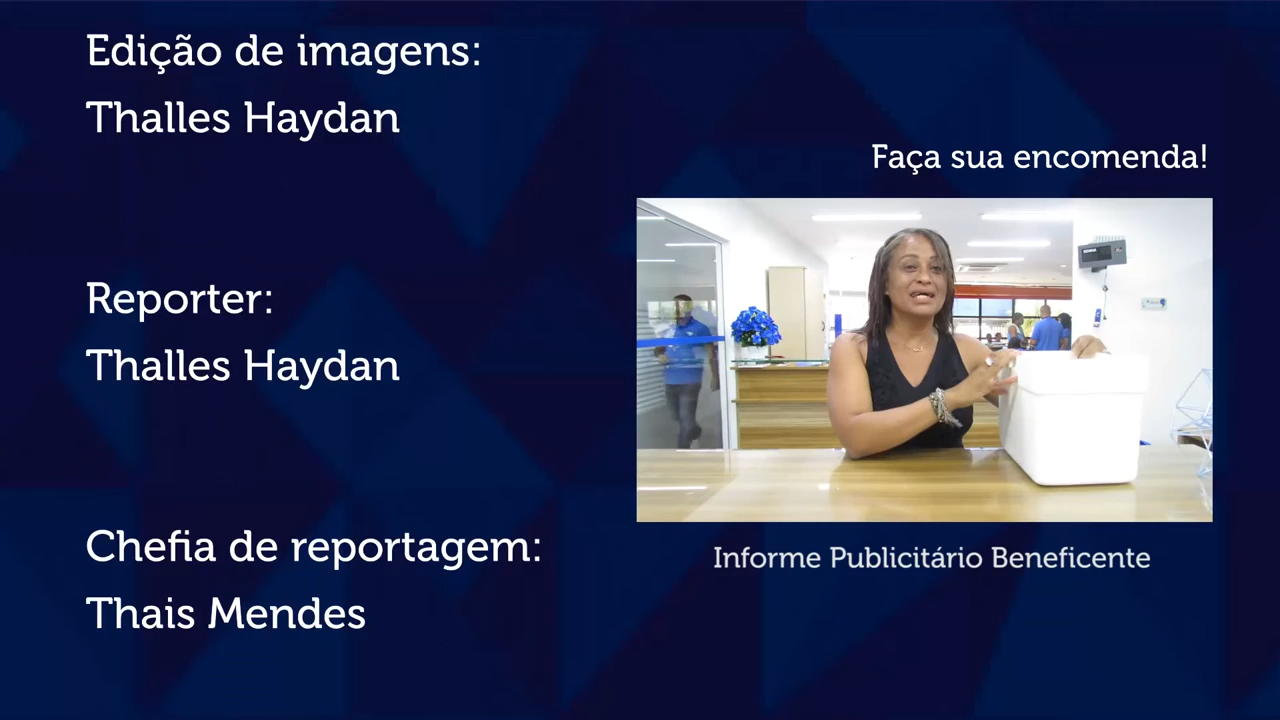 Edição de imagens:
Thalles Haydan
Reporter:
Thalles Haydan
Chefia de reportagem:
Thais Mendes
Faça sua encomenda!
Informe Publicitário Beneficente